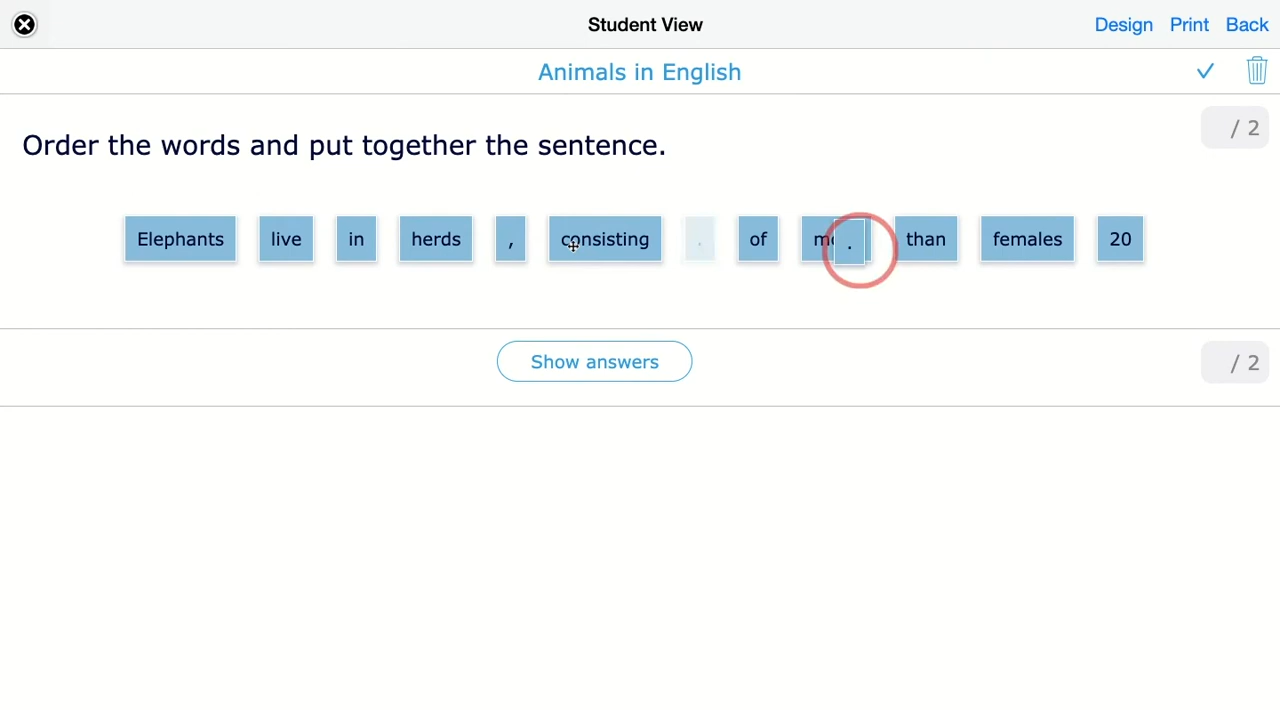 Student View
Design Print Back
Animals in English
/ 2
Order the words and put together the sentence.
Elephants live in herds , consisting . of . than females 20
Show answers
/ 2